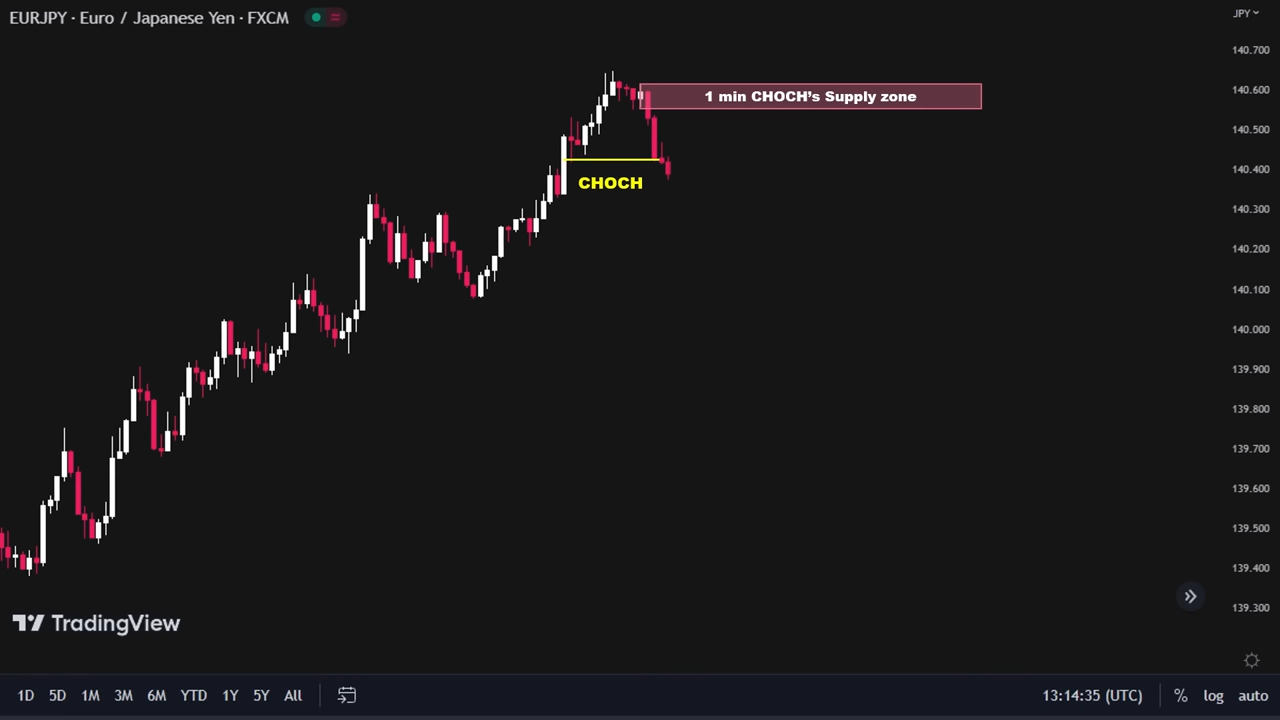 EURJPY · Euro / Japanese Yen · FXCM
JPY
140.700
140.600
1 min CHOCH's Supply zone
140.500
140.400
CHOCH
140.300
140.200
140.100
140.000
139.900
139.800
139.700
139.600
139.500
139.400
139.300
TradingView
1D 5D 1M 3M 6M YTD 1Y 5Y All 13:14:35 (UTC) % log auto